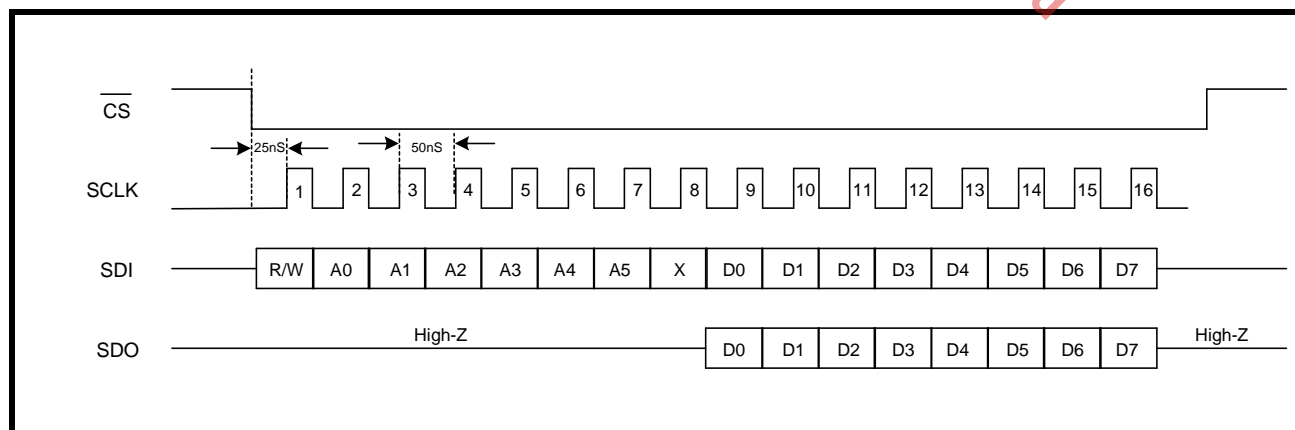 CS
25nS 50nS
SCLK 1 2 3 4 5 6 7 8 9 10 11 12 13 14 15 16
SDI R/W A0 A1 A2 A3 A4 A5 X D0 D1 D2 D3 D4 D5 D6 D7
SDO High-Z D0 D1 D2 D3 D4 D5 D6 D7 High-Z